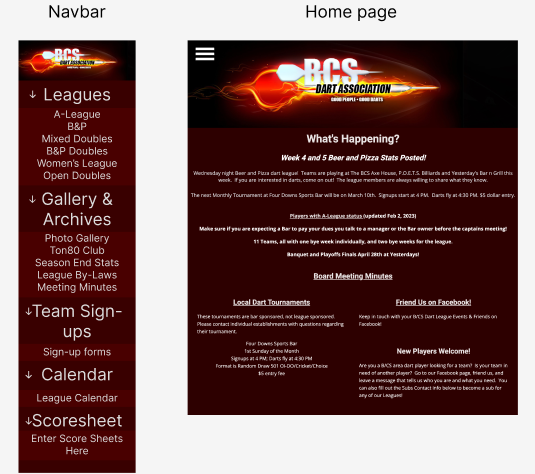 Navbar
Home page
BCS
DART ASSOCIATION
↓ Leagues
A-League
B&P
Mixed Doubles
B&P Doubles
Women's League
Open Doubles
↓ Gallery &
Archives
Photo Gallery
Ton80 Club
Season End Stats
League By-Laws
Meeting Minutes
↓Team Sign-
ups
Sign-up forms
↓ Calendar
League Calendar
↓Scoresheet
Enter Score Sheets
Here
BCS
DART ASSOCIATION
GOOD PEOPLE • GOOD DARTS
What's Happening?
Week 4 and 5 Beer and Pizza Stats Posted!
Wednesday night Beer and Pizza dart league! Teams are playing at The BCS Axe House, P.O.E.T.S. Billiards and Yesterday's Bar n Grill this
week. If you are interested in darts, come on out! The league members are always willing to share what they know.
The next Monthly Tournament at Four Downs Sports Bar will be on March 10th. Signups start at 4 PM. Darts fly at 4:30 PM. $5 dollar entry.
Players with A-League status (updated Feb 2, 2023)
Make sure if you are expecting a Bar to pay your dues you talk to a manager or the Bar owner before the captains meeting!
11 Teams, all with one bye week individually, and two bye weeks for the league.
Banquet and Playoffs Finals April 28th at Yesterdays!
Board Meeting Minutes
Local Dart Tournaments
These tournaments are bar sponsored, not league sponsored.
Please contact individual establishments with questions regarding
their tournament.
Four Downs Sports Bar
1st Sunday of the Month
Signups at 4 PM; Darts fly at 4:30 PM
Format is Random Draw 501 OI-DO/Cricket/Choice
$5 entry fee
Friend Us on Facebook!
Keep in touch with your B/CS Dart League Events & Friends on
Facebook!
New Players Welcome!
Are you a B/CS area dart player looking for a team? Is your team in
need of another player? Go to our Facebook page, friend us, and
leave a message that tells us who you are and what you need. You
can also fill out the Subs Contact Info below to become a sub for
any of our Leagues!